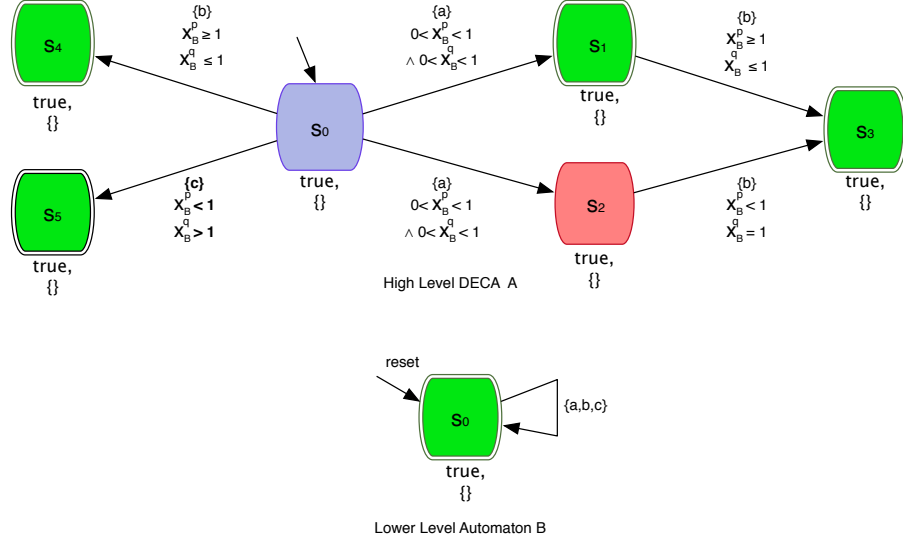 {b}
X_B^p ≥ 1
X_B^q ≤ 1
S4
true,
{}
{a}
0< X_B^p < 1
∧ 0< X_B^q < 1
S1
true,
{}
{b}
X_B^p ≥ 1
X_B^q ≤ 1
S0
true,
{}
S3
true,
{}
S5
true,
{}
{c}
X_B^p < 1
X_B^q > 1
{a}
0< X_B^p < 1
∧ 0< X_B^q < 1
S2
true,
{}
{b}
X_B^p < 1
X_B^q = 1
High Level DECA A
reset
S0
{a,b,c}
true,
{}
Lower Level Automaton B